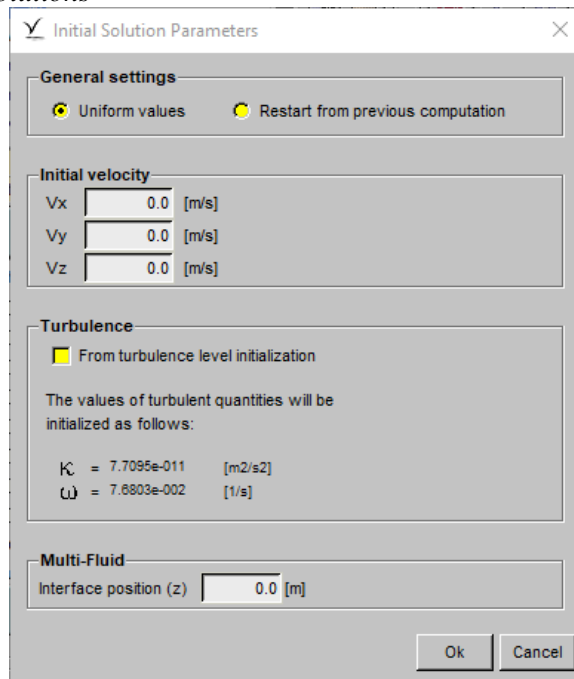 Initial Solution Parameters
General settings
Uniform values Restart from previous computation
Initial velocity
Vx 0.0 [m/s]
Vy 0.0 [m/s]
Vz 0.0 [m/s]
Turbulence
From turbulence level initialization
The values of turbulent quantities will be
initialized as follows:
K = 7.7095e-011 [m2/s2]
ω = 7.6803e-002 [1/s]
Multi-Fluid
Interface position (z) 0.0 [m]
Ok Cancel